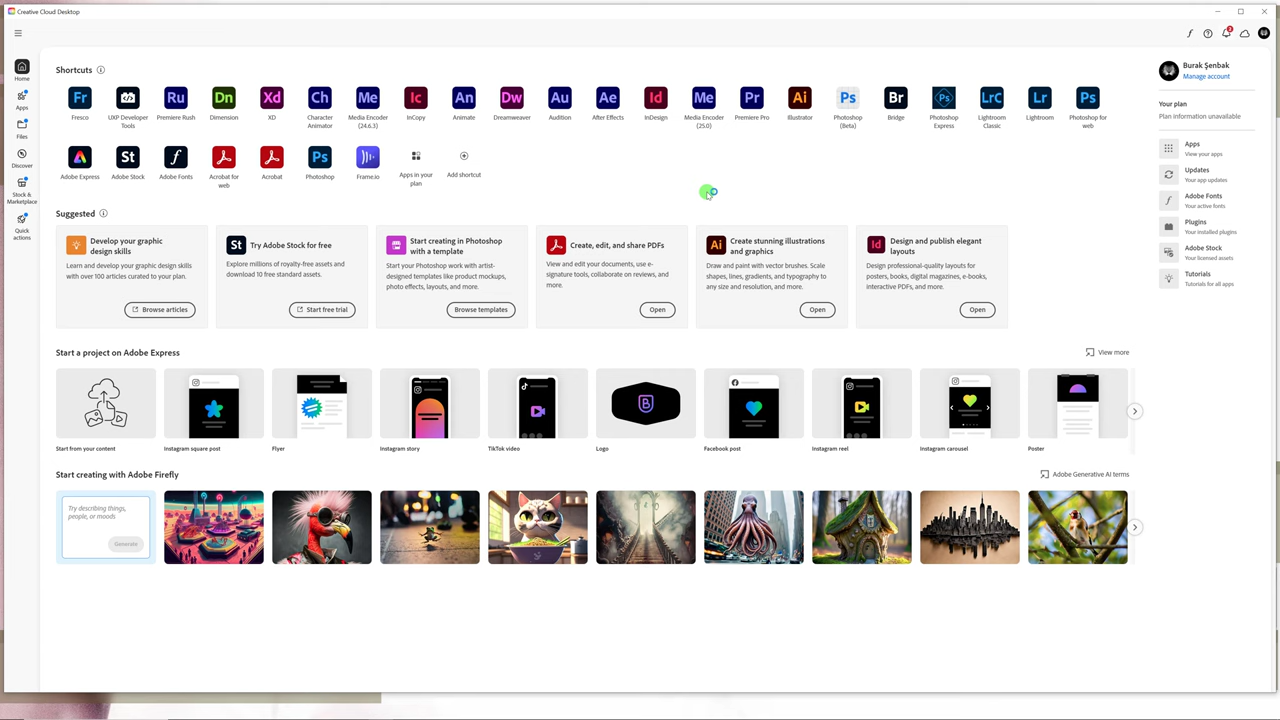 Creative Cloud Desktop
2
Home
Apps
Files
Discover
Stock &
Marketplace
Quick
actions
Shortcuts
Fr
Ru
Dn
Xd
Ch
Me
Ic
An
Dw
Au
Ae
Id
Me
Pr
Ai
Ps
Br
Ps
LrC
Lr
Ps
Fresco
UXP Developer
Tools
Premiere Rush
Dimension
XD
Character
Animator
Media Encoder
(24.6.3)
InCopy
Animate
Dreamweaver
Audition
After Effects
InDesign
Media Encoder
(25.0)
Premiere Pro
Illustrator
Photoshop
(Beta)
Bridge
Photoshop
Express
Lightroom
Classic
Lightroom
Photoshop for
web
St
f
Ps
Adobe Express
Adobe Stock
Adobe Fonts
Acrobat for
web
Acrobat
Photoshop
Frame.io
Apps in your
plan
Add shortcut
Suggested
Develop your graphic
design skills
Learn and develop your graphic design skills
with over 100 articles curated to your plan.
Browse articles
St
Try Adobe Stock for free
Explore millions of royalty-free assets and
download 10 free standard assets.
Start free trial
Start creating in Photoshop
with a template
Start your Photoshop work with artist-
designed templates like product mockups,
photo effects, layouts, and more.
Browse templates
Create, edit, and share PDFs
View and edit your documents, use e-
signature tools, collaborate on reviews, and
more.
Open
Ai
Create stunning illustrations
and graphics
Draw and paint with vector brushes. Scale
shapes, lines, gradients, and typography to
any size and resolution, and more.
Open
Id
Design and publish elegant
layouts
Design professional-quality layouts for
posters, books, digital magazines, e-books,
interactive PDFs, and more.
Open
Start a project on Adobe Express
View more
B
Start from your content
Instagram square post
Flyer
Instagram story
TikTok video
Logo
Facebook post
Instagram reel
Instagram carousel
Poster
Start creating with Adobe Firefly
Adobe Generative AI terms
Try describing things,
people, or moods
Generate
Burak Şenbak
Manage account
Your plan
Plan information unavailable
Apps
View your apps
Updates
Your app updates
Adobe Fonts
Your active fonts
Plugins
Your installed plugins
Adobe Stock
Your licensed assets
Tutorials
Tutorials for all apps